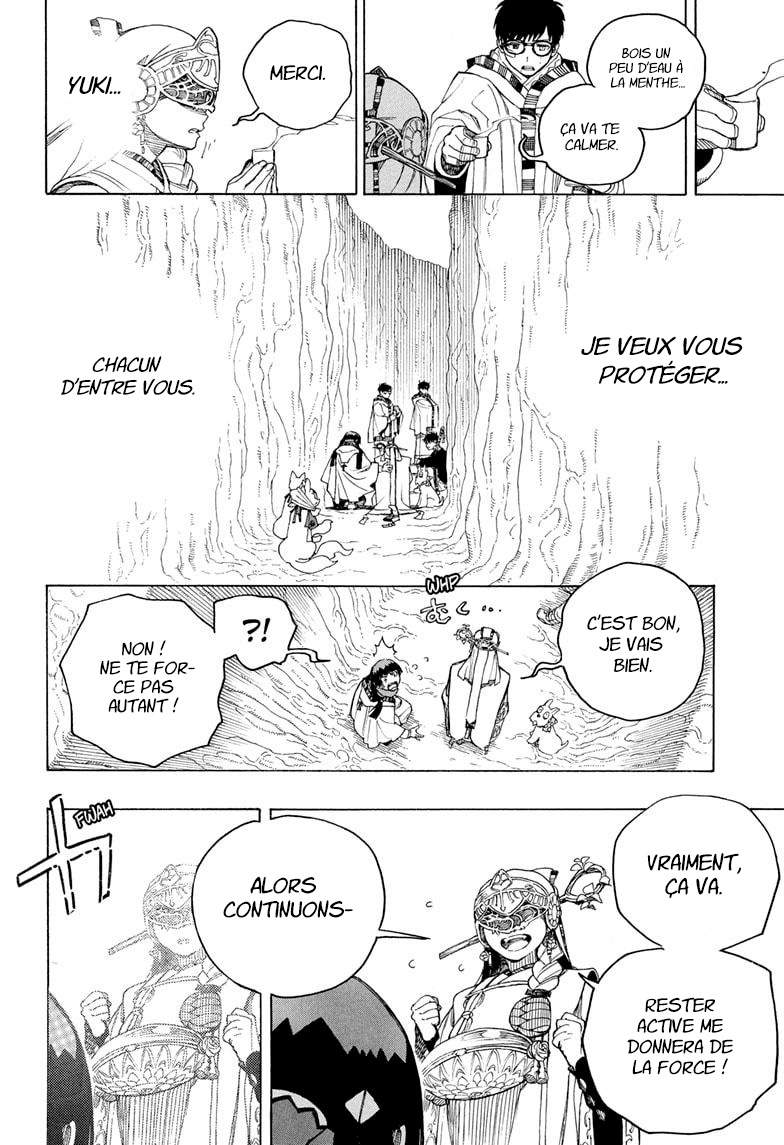 BOIS UN
PEU D'EAU À
LA MENTHE...
ÇA VA TE
CALMER.
MERCI.
YUKI...
JE VEUX VOUS
PROTÉGER...
CHACUN
D'ENTRE VOUS.
C'EST BON,
JE VAIS
BIEN.
WHP
むく...
?!
NON !
NE TE FOR-
CE PAS
AUTANT !
VRAIMENT,
ÇA VA.
RESTER
ACTIVE ME
DONNERA DE
LA FORCE !
ALORS
CONTINUONS-
FWAH